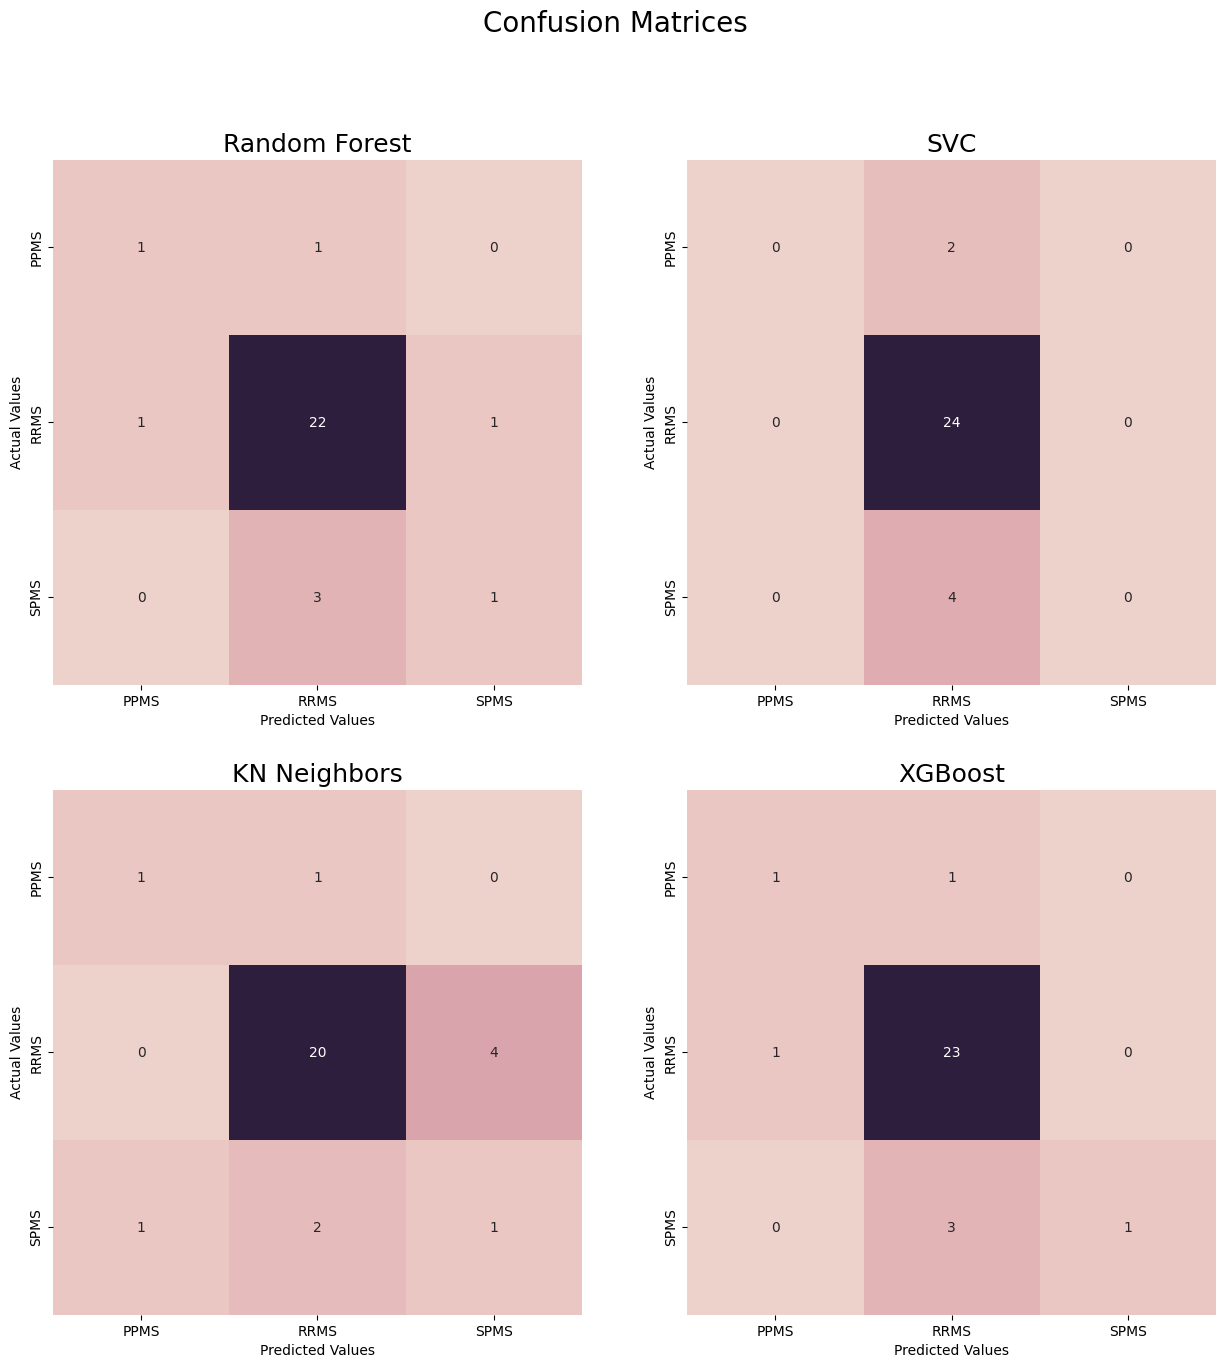 Confusion Matrices
Random Forest
1 1 0
1 22 1
0 3 1
PPMS
RRMS
SPMS
Actual Values
PPMS RRMS SPMS
Predicted Values
SVC
0 2 0
0 24 0
0 4 0
PPMS
RRMS
SPMS
Actual Values
PPMS RRMS SPMS
Predicted Values
KN Neighbors
1 1 0
0 20 4
1 2 1
PPMS
RRMS
SPMS
Actual Values
PPMS RRMS SPMS
Predicted Values
XGBoost
1 1 0
1 23 0
0 3 1
PPMS
RRMS
SPMS
Actual Values
PPMS RRMS SPMS
Predicted Values